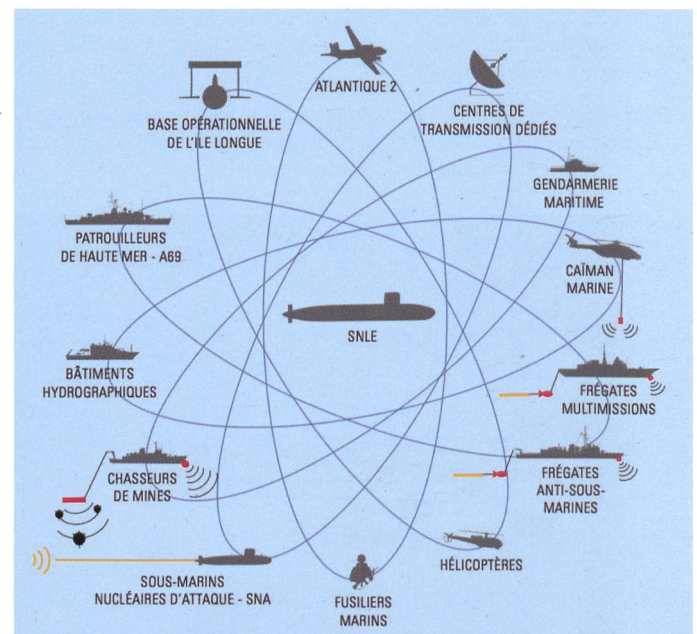 ATLANTIQUE 2
CENTRES DE
TRANSMISSION DÉDIÉS
BASE OPÉRATIONNELLE
DE L'ILE LONGUE
GENDARMERIE
MARITIME
PATROUILLEURS
DE HAUTE MER - A69
CAÏMAN
MARINE
SNLE
BÂTIMENTS
HYDROGRAPHIQUES
FRÉGATES
MULTIMISSIONS
CHASSEURS
DE MINES
FRÉGATES
ANTI-SOUS-
MARINES
HÉLICOPTÈRES
SOUS-MARINS
NUCLÉAIRES D'ATTAQUE - SNA
FUSILIERS
MARINS